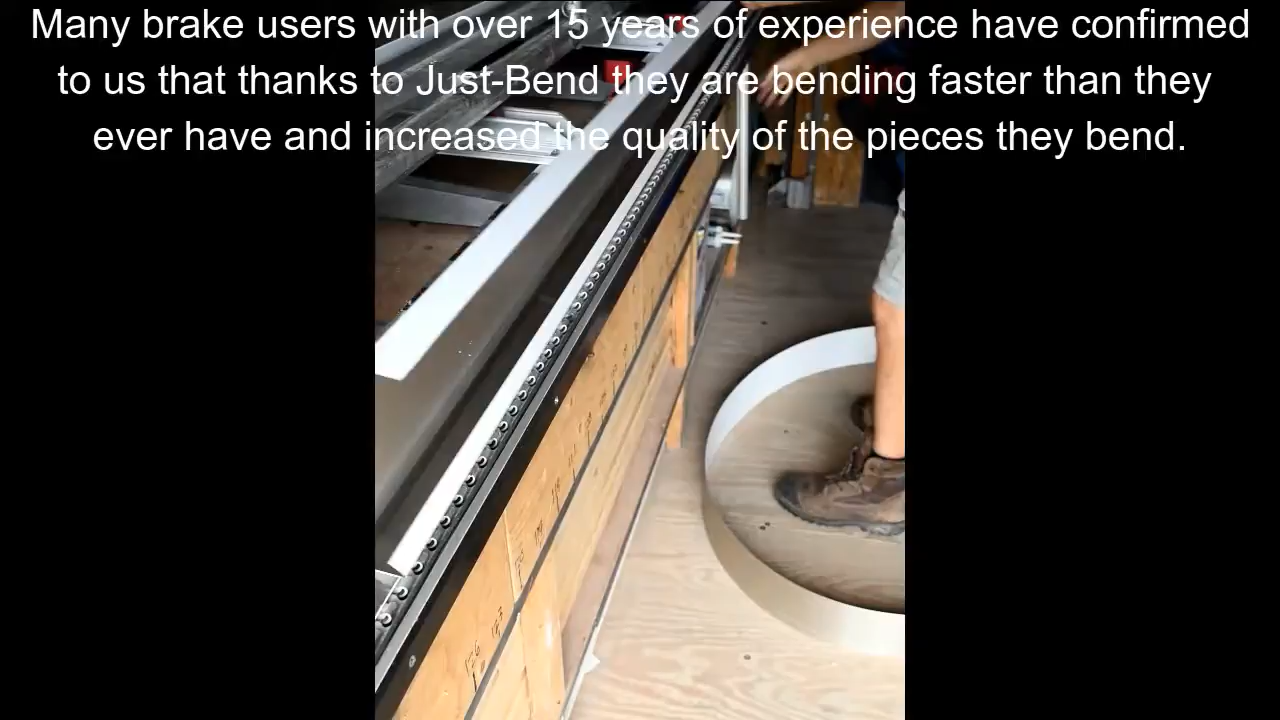 Many brake users with over 15 years of experience have confirmed
to us that thanks to Just-Bend they are bending faster than they
ever have and increased the quality of the pieces they bend.